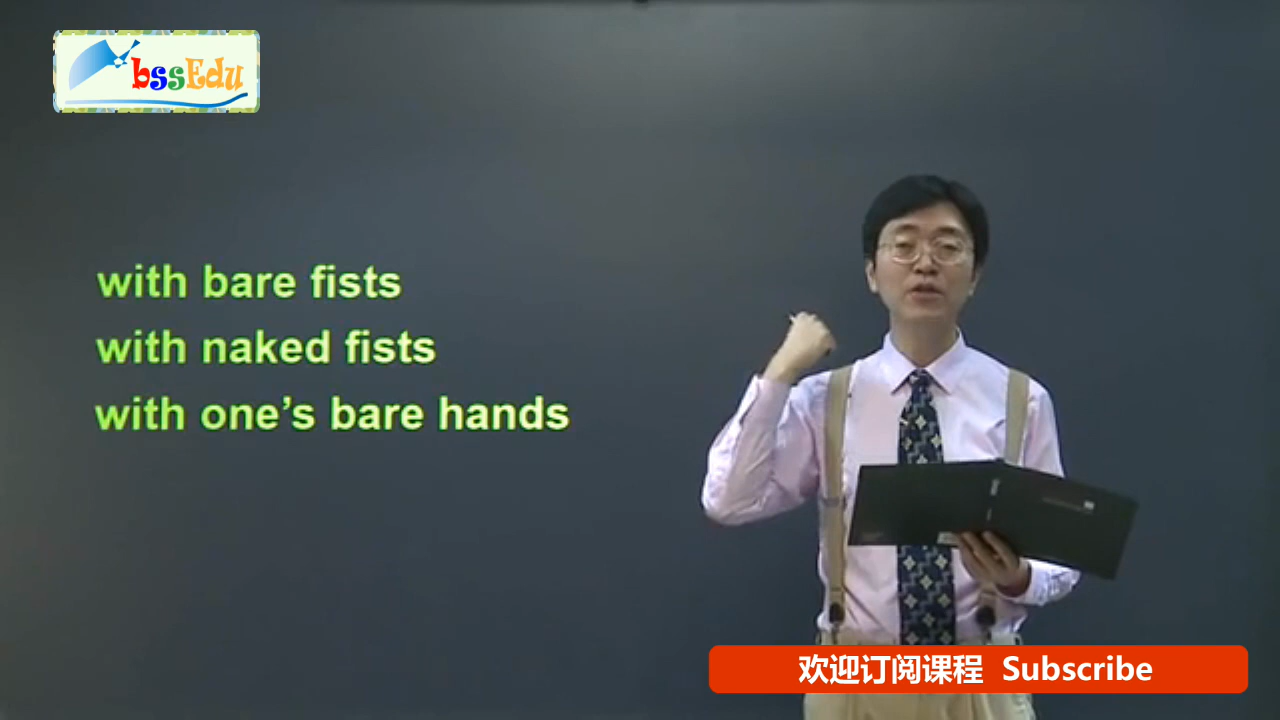 bssEdu
with bare fists
with naked fists
with one's bare hands
欢迎订阅课程 Subscribe